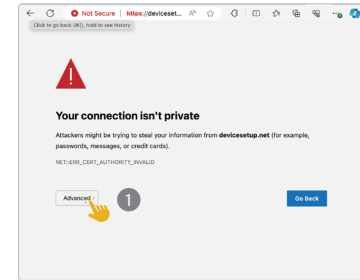 Not Secure | https://deviceset... A
Click to go back (⌘[), hold to see history
Your connection isn't private
Attackers might be trying to steal your information from devicesetup.net (for example,
passwords, messages, or credit cards).
NET::ERR_CERT_AUTHORITY_INVALID
Advanced
1
Go Back